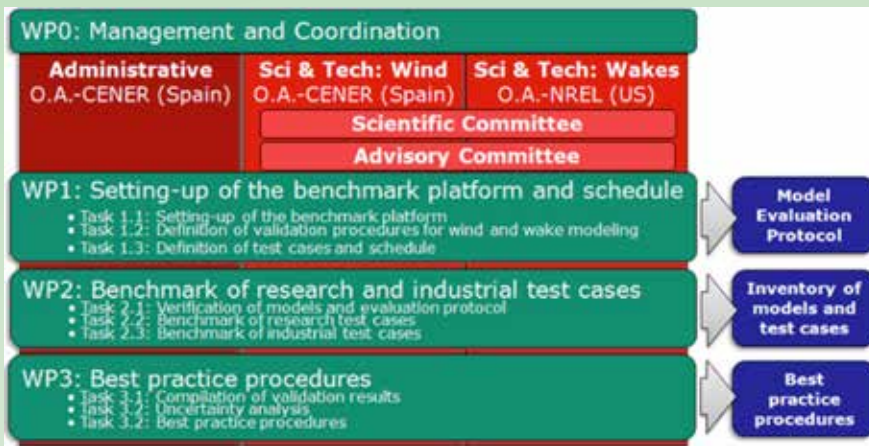 WP0: Management and Coordination
Administrative
O.A.-CENER (Spain)
Sci & Tech: Wind
O.A.-CENER (Spain)
Sci & Tech: Wakes
O.A.-NREL (US)
Scientific Committee
Advisory Committee
WP1: Setting-up of the benchmark platform and schedule
• Task 1.1: Setting-up of the benchmark platform
• Task 1.2: Definition of validation procedures for wind and wake modeling
• Task 1.3: Definition of test cases and schedule
Model
Evaluation
Protocol
WP2: Benchmark of research and industrial test cases
• Task 2.1: Verification of models and evaluation protocol
• Task 2.2: Benchmark of research test cases
• Task 2.3: Benchmark of industrial test cases
Inventory of
models and
test cases
WP3: Best practice procedures
• Task 3.1: Compilation of validation results
• Task 3.2: Uncertainty analysis
• Task 3.2: Best practice procedures
Best
practice
procedures